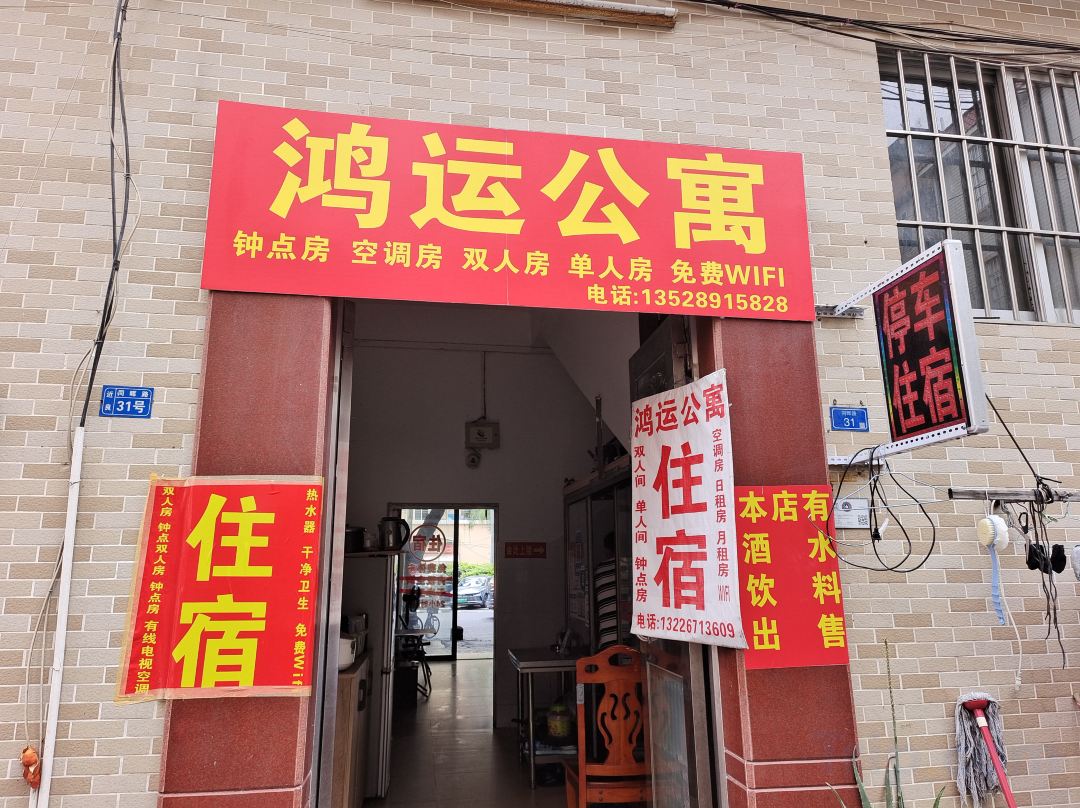 鸿运公寓
钟点房 空调房 双人房 单人房 免费WIFI
电话:13528915828
停车
住宿
31号
31
住宿
双人房 钟点双人房 钟点房 有线电视空调
热水器 干净卫生 免费Wifi
鸿运公寓
住宿
双人间 单人间 钟点房
空调房 日租房 月租房 WIFI
电话:13226713609
本店有
酒水
饮料
出售
住宿